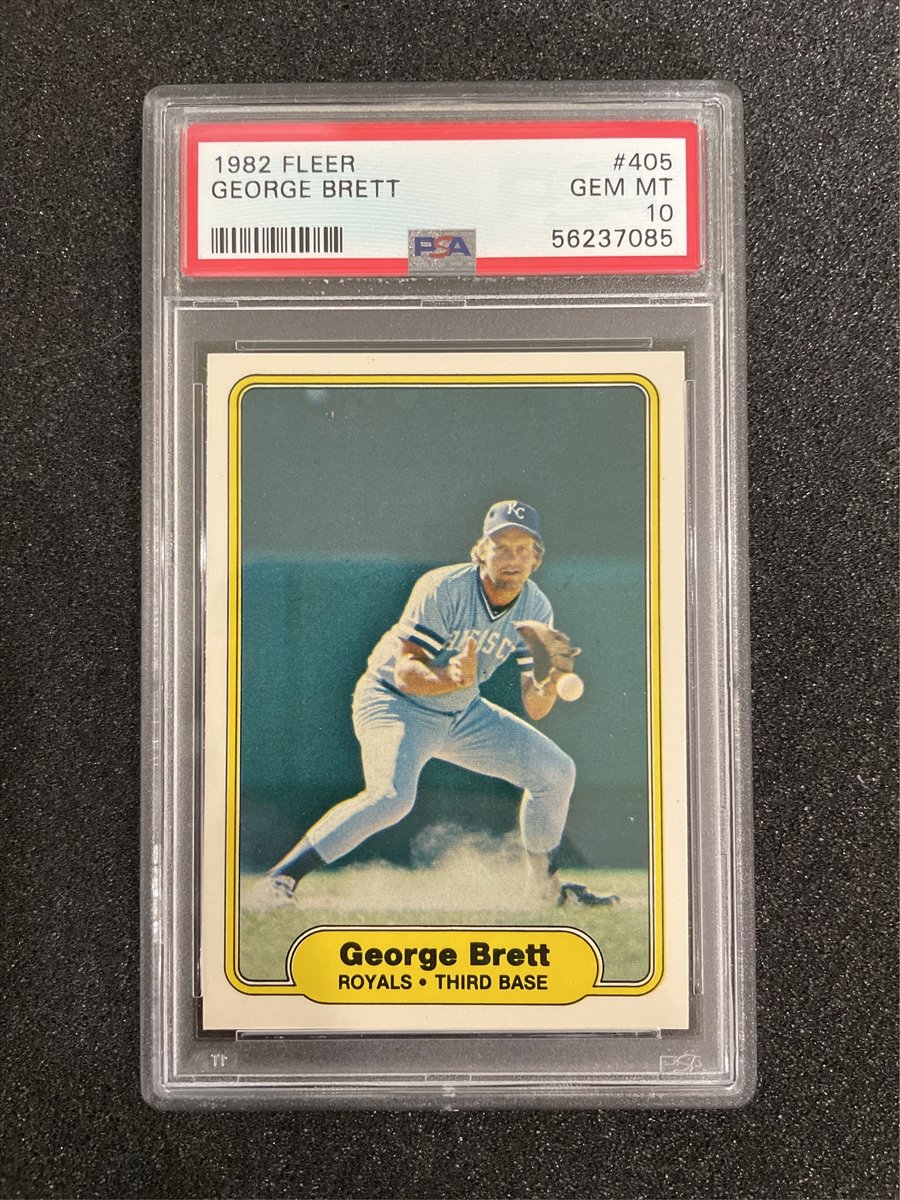 1982 FLEER #405
GEORGE BRETT GEM MT
10
PSA 56237085
KC
George Brett
ROYALS • THIRD BASE
PSA